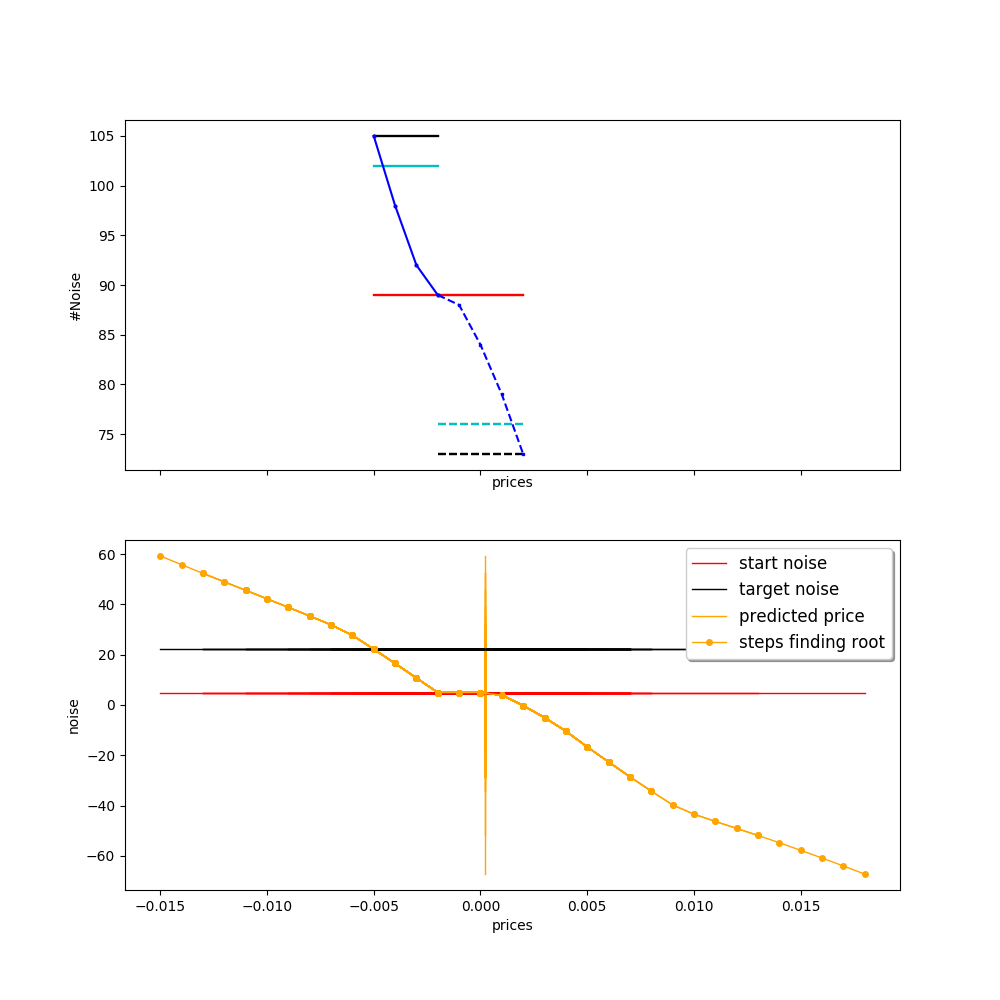 105
100
95
90
85
80
75
#Noise
prices
60
40
20
0
−20
−40
−60
noise
start noise
target noise
predicted price
steps finding root
−0.015 −0.010 −0.005 0.000 0.005 0.010 0.015
prices